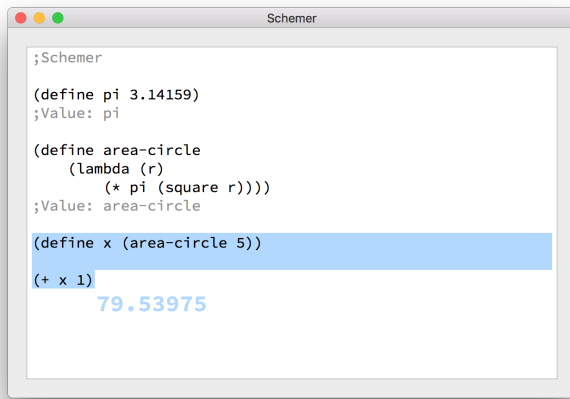 Schemer
;Schemer
(define pi 3.14159)
;Value: pi
(define area-circle
(lambda (r)
(* pi (square r))))
;Value: area-circle
(define x (area-circle 5))
(+ x 1)
79.53975